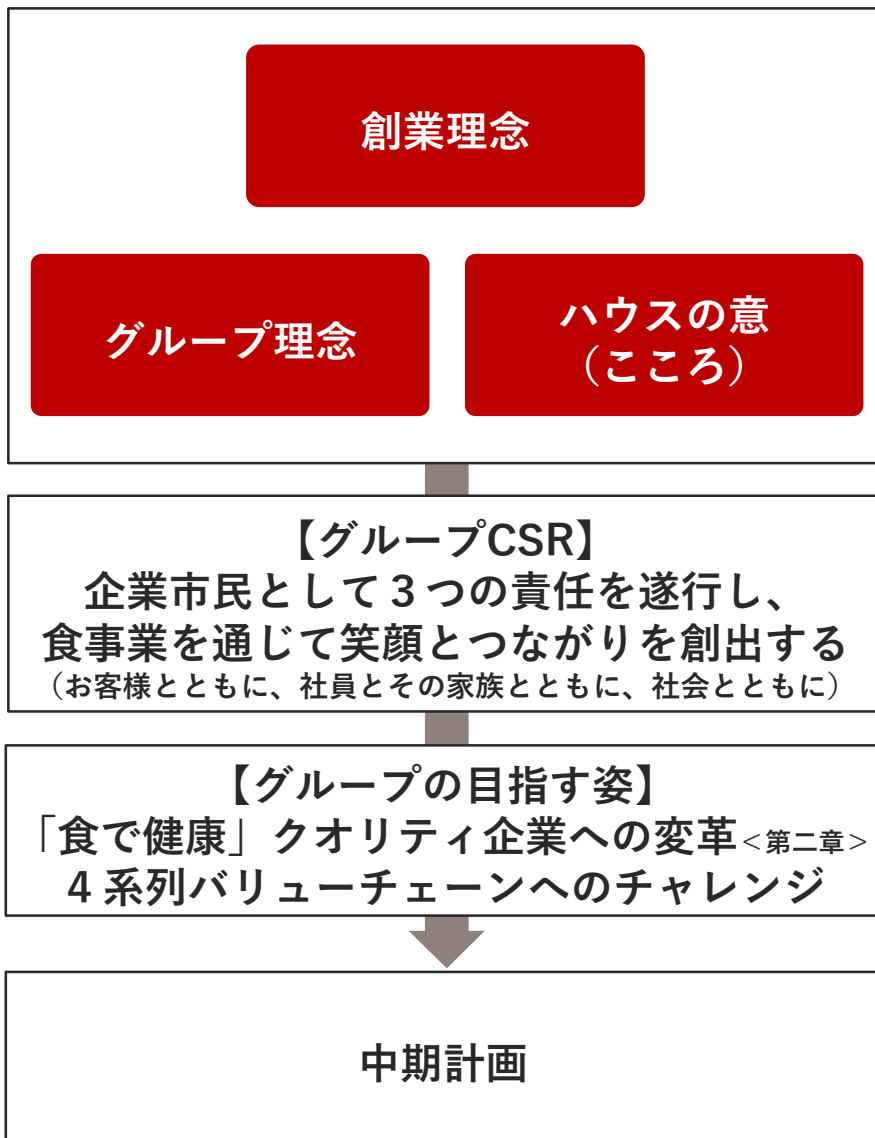 創業理念
グループ理念
ハウスの意
（こころ）
【グループCSR】
企業市民として３つの責任を遂行し、
食事業を通じて笑顔とつながりを創出する
（お客様とともに、社員とその家族とともに、社会とともに）
【グループの目指す姿】
「食で健康」クオリティ企業への変革<第二章>
４系列バリューチェーンへのチャレンジ
中期計画